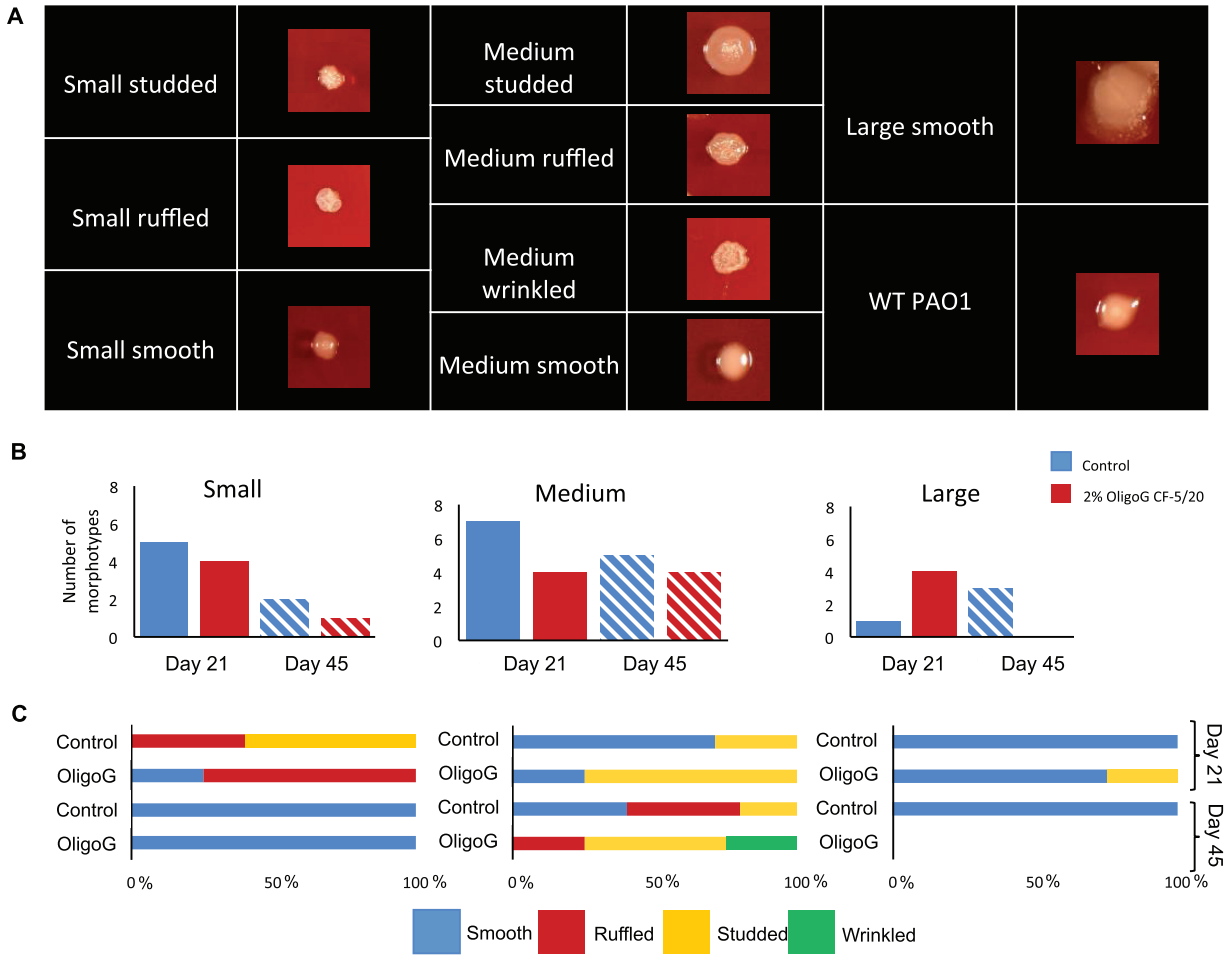 A
Small studded
Medium
studded
Large smooth
Medium ruffled
Small ruffled
Medium
wrinkled
WT PAO1
Small smooth
Medium smooth
B
Control
2% OligoG CF-5/20
Small
Medium
Large
Number of
morphotypes
8
6
4
2
0
8
6
4
2
0
8
6
4
2
0
Day 21
Day 45
Day 21
Day 45
Day 21
Day 45
C
Control
OligoG
Control
OligoG
0 %
50 %
100 %
Control
OligoG
Control
OligoG
0 %
50 %
100 %
Control
OligoG
Control
OligoG
0 %
50 %
100 %
Day 21
Day 45
Smooth
Ruffled
Studded
Wrinkled